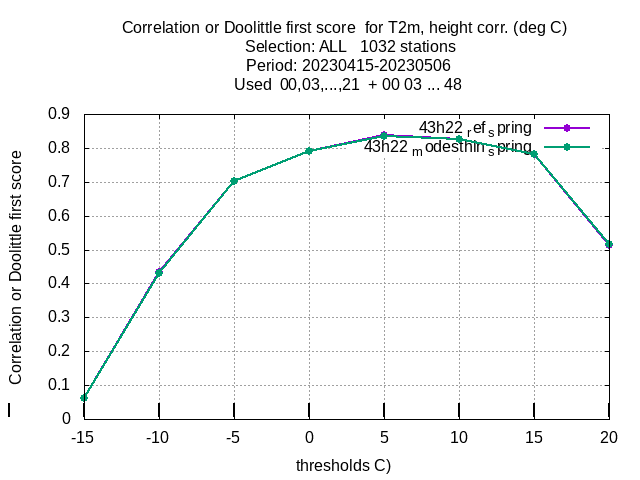 Correlation or Doolittle first score  for T2m, height corr. (deg C)
Selection: ALL   1032 stations
Period: 20230415-20230506
Used  00,03,...,21  + 00 03 ... 48
Correlation or Doolittle first score
43h22 ref spring
43h22 modesthin spring
0.9
0.8
0.7
0.6
0.5
0.4
0.3
0.2
0.1
0
-15 -10 -5 0 5 10 15 20
thresholds C)